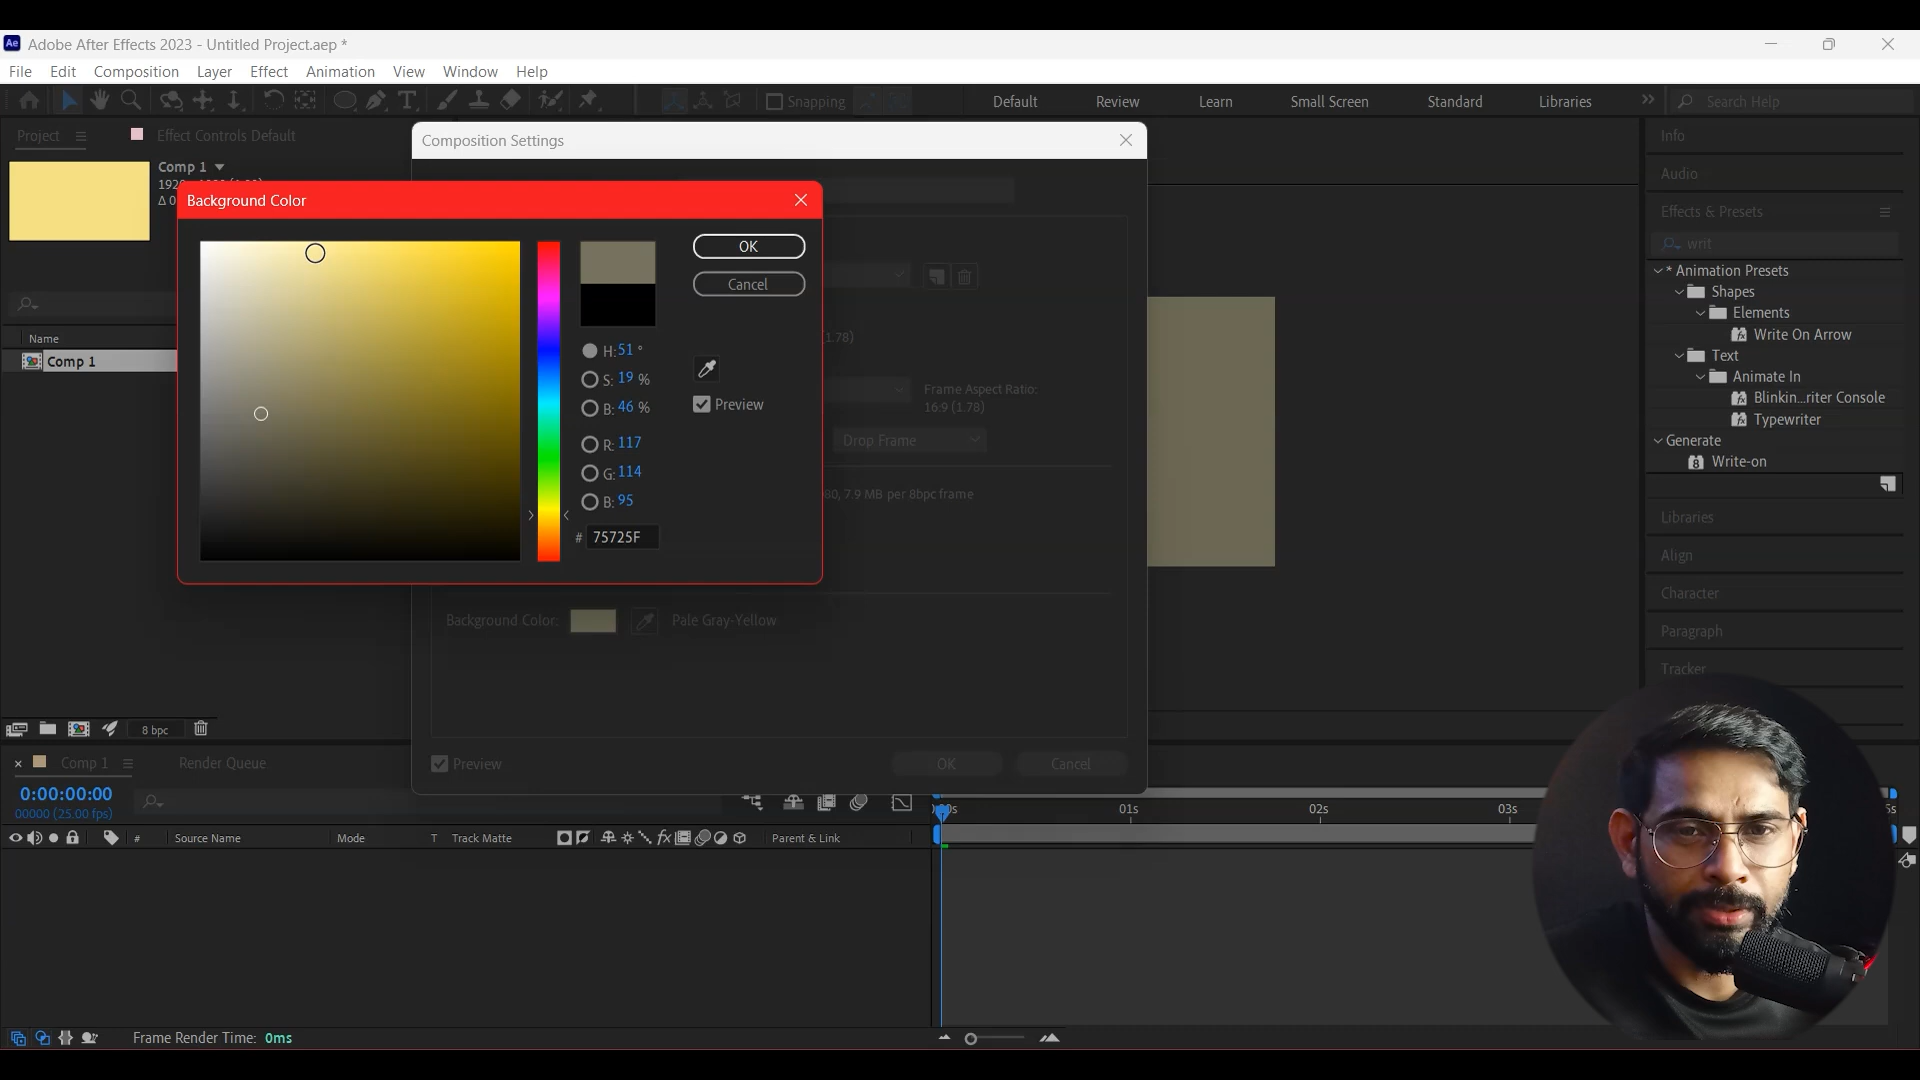 Ae Adobe After Effects 2023 - Untitled Project.aep *
File Edit Composition Layer Effect Animation View Window Help
Snapping Default Review Learn Small Screen Standard Libraries Search Help
Project Effect Controls Default
Comp 1
Composition Settings
Background Color
OK
Cancel
H: 51 °
S: 19 %
B: 46 %
R: 117
G: 114
B: 95
# 75725F
Preview
Name
Comp 1
8 bpc
(1.78)
Frame Aspect Ratio:
16:9 (1.78)
Drop Frame
7.9 MB per 8bpc frame
Background Color: Pale Gray-Yellow
Preview OK Cancel
Info
Audio
Effects & Presets
writ
* Animation Presets
Shapes
Elements
Write On Arrow
Text
Animate In
Blinkin...riter Console
Typewriter
Generate
Write-on
Libraries
Align
Character
Paragraph
Tracker
Comp 1 Render Queue
0:00:00:00
00000 (25.00 fps)
01s 02s 03s
# Source Name Mode T Track Matte fx Parent & Link
Frame Render Time: 0ms